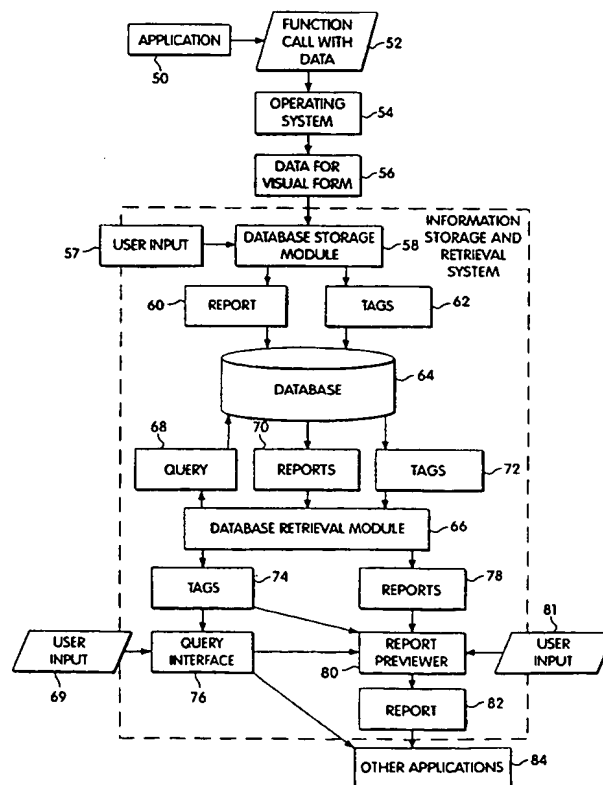 APPLICATION
50
FUNCTION
CALL WITH
DATA
52
OPERATING
SYSTEM
54
DATA FOR
VISUAL FORM
56
INFORMATION
STORAGE AND
RETRIEVAL
SYSTEM
57
USER INPUT
DATABASE STORAGE
MODULE
58
60
REPORT
TAGS
62
DATABASE
64
68
QUERY
70
REPORTS
TAGS
72
DATABASE RETRIEVAL MODULE
66
TAGS
74
REPORTS
78
USER
INPUT
69
QUERY
INTERFACE
76
REPORT
PREVIEWER
80
81
USER
INPUT
REPORT
82
OTHER APPLICATIONS
84